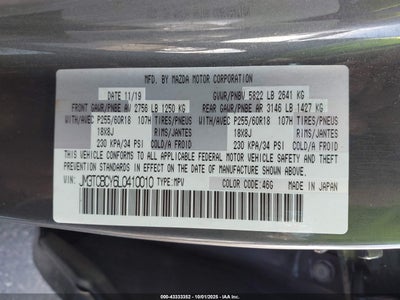 MFD. BY MAZDA MOTOR CORPORATION
DATE 11/19 GVWR/PNBV 5822 LB 2641 KG
FRONT GAWR/PNBE AV 2756 LB 1250 KG REAR GAWR/PNBE AR 3146 LB 1427 KG
WITH/AVEC P255/60R18 107H TIRES/PNEUS WITH/AVEC P255/60R18 107H TIRES/PNEUS
18X8J RIMS/JANTES 18X8J RIMS/JANTES
230 KPA/34 PSI COLD/A FROID 230 KPA/34 PSI COLD/A FROID
THIS VEHICLE CONFORMS TO ALL APPLICABLE FEDERAL MOTOR VEHICLE SAFETY
AND THEFT PREVENTION STANDARDS IN EFFECT ON THE DATE OF
MANUFACTURE SHOWN ABOVE.
VIN: JM3TCBCY6L0410010 TYPE: MPV COLOR CODE: 46G MADE IN JAPAN
000-43333352 - 10/01/2025 - IAA Inc.